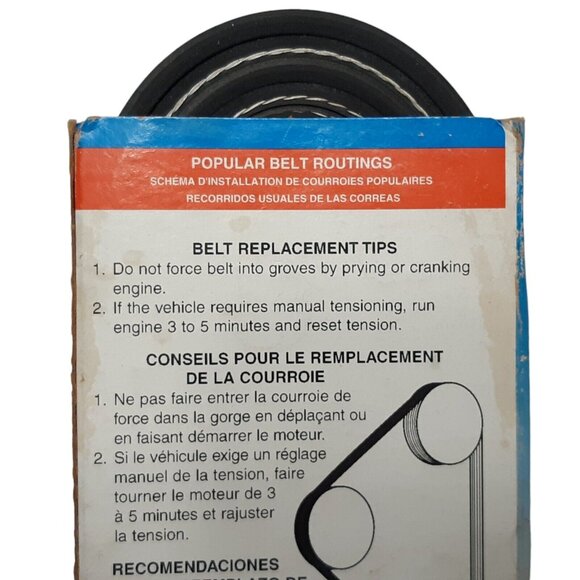 POPULAR BELT ROUTINGS
SCHÉMA D'INSTALLATION DE COURROIES POPULAIRES
RECORRIDOS USUALES DE LAS CORREAS
BELT REPLACEMENT TIPS
1. Do not force belt into groves by prying or cranking
engine.
2. If the vehicle requires manual tensioning, run
engine 3 to 5 minutes and reset tension.
CONSEILS POUR LE REMPLACEMENT
DE LA COURROIE
1. Ne pas faire entrer la courroie de
force dans la gorge en déplaçant ou
en faisant démarrer le moteur.
2. Si le véhicule exige un réglage
manuel de la tension, faire
tourner le moteur de 3
à 5 minutes et rajuster
la tension.
RECOMENDACIONES